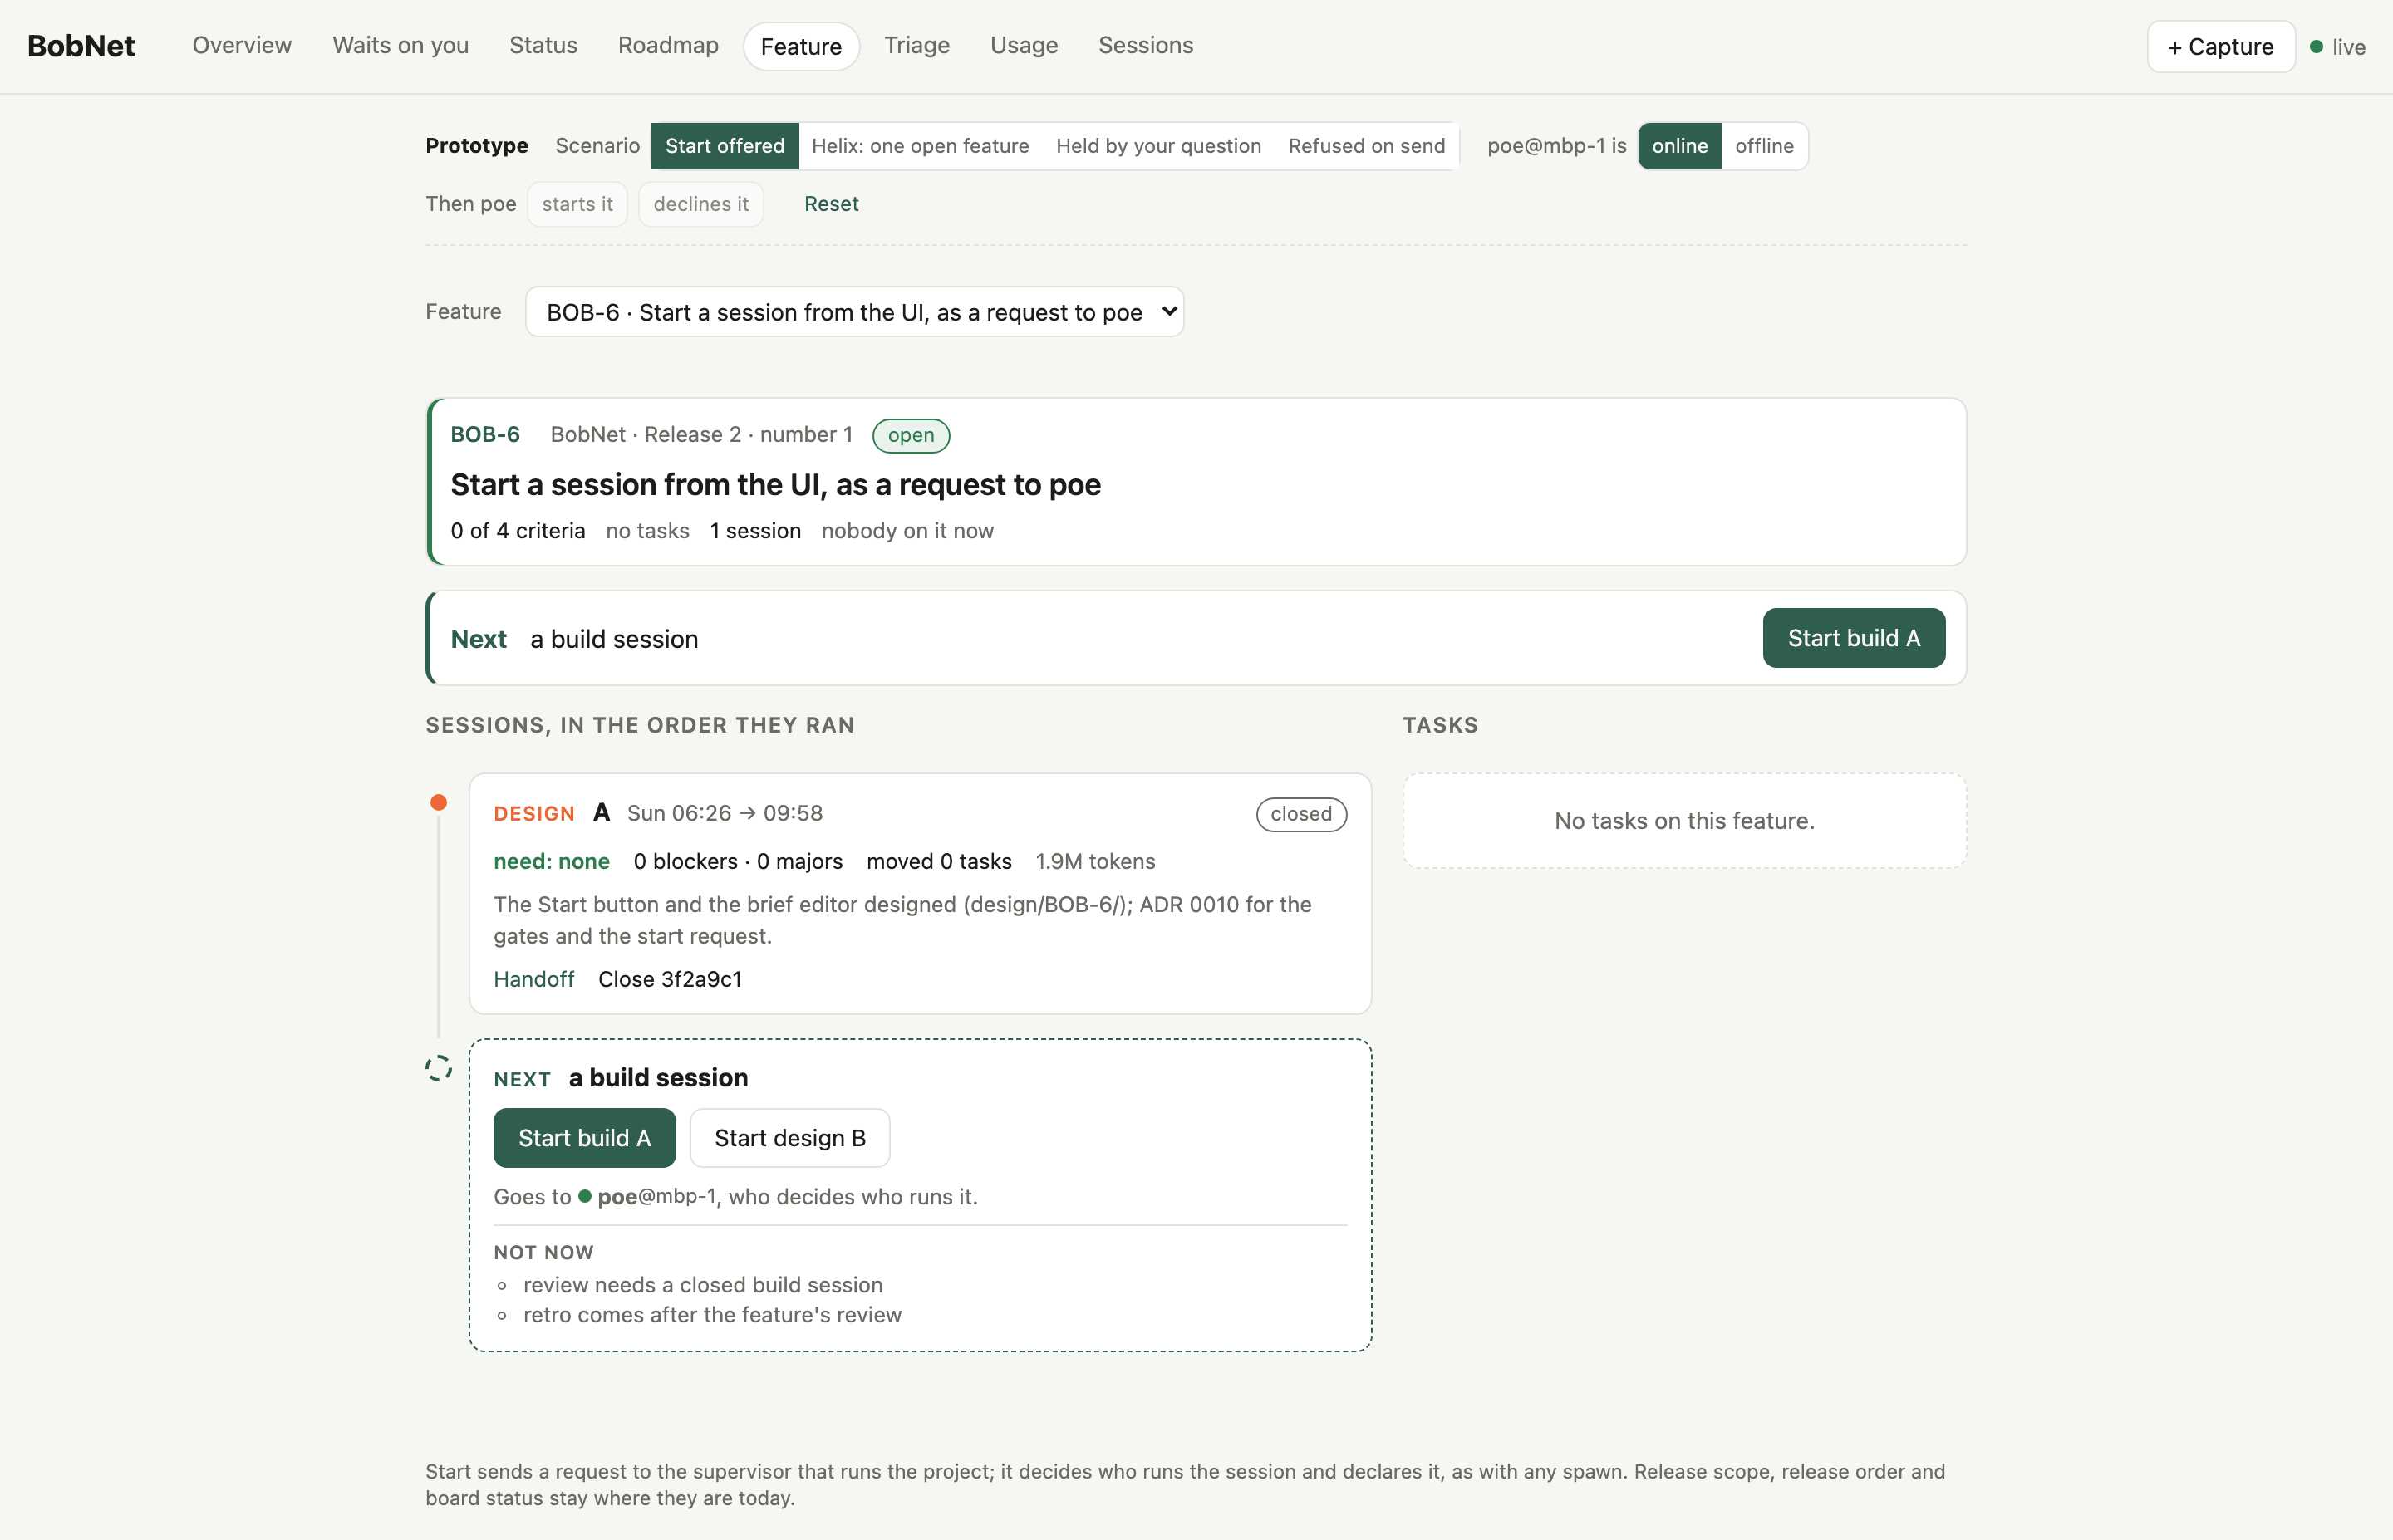 BobNet Overview Waits on you Status Roadmap Feature Triage Usage Sessions + Capture live
Prototype Scenario Start offered Helix: one open feature Held by your question Refused on send poe@mbp-1 is online offline
Then poe starts it declines it Reset
Feature BOB-6 · Start a session from the UI, as a request to poe
BOB-6 BobNet · Release 2 · number 1 open
Start a session from the UI, as a request to poe
0 of 4 criteria no tasks 1 session nobody on it now
Next a build session Start build A
SESSIONS, IN THE ORDER THEY RAN
DESIGN A Sun 06:26 → 09:58 closed
need: none 0 blockers · 0 majors moved 0 tasks 1.9M tokens
The Start button and the brief editor designed (design/BOB-6/); ADR 0010 for the
gates and the start request.
Handoff Close 3f2a9c1
NEXT a build session
Start build A Start design B
Goes to poe@mbp-1, who decides who runs it.
NOT NOW
review needs a closed build session
retro comes after the feature's review
TASKS
No tasks on this feature.
Start sends a request to the supervisor that runs the project; it decides who runs the session and declares it, as with any spawn. Release scope, release order and
board status stay where they are today.